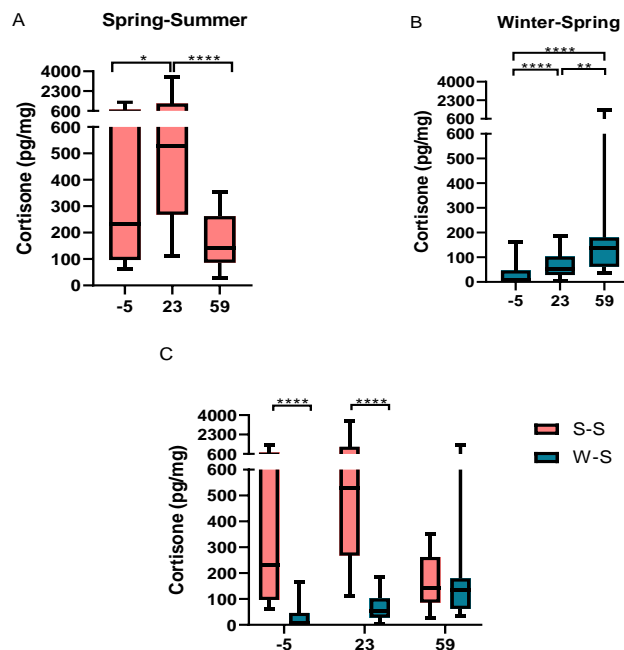 A
Spring-Summer
* ****
Cortisone (pg/mg)
4000
2300
600
600
500
400
300
200
100
0
-5 23 59
B
Winter-Spring
****
**** **
Cortisone (pg/mg)
4000
2300
600
600
500
400
300
200
100
0
-5 23 59
C
**** ****
Cortisone (pg/mg)
4000
2300
600
600
500
400
300
200
100
0
-5 23 59
S-S
W-S